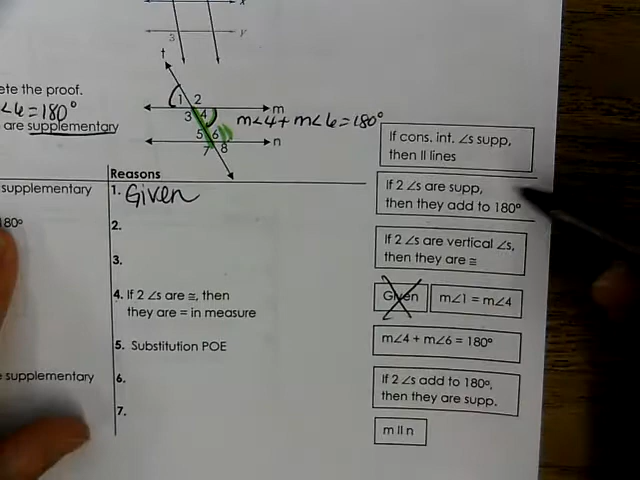 x
3
y
t
ete the proof.
<6=180°
are supplementary
1 2
m
3 4
m<4+m<6=180°
5 6
n
7 8
If cons. int. ∠s supp,
then ll lines
Reasons
supplementary
1. Given
If 2 ∠s are supp,
then they add to 180°
180°
2.
If 2 ∠s are vertical ∠s,
then they are ≅
3.
4. If 2 ∠s are ≅, then
they are = in measure
Given
m∠1 = m∠4
5. Substitution POE
m∠4 + m∠6 = 180°
supplementary
6.
If 2 ∠s add to 180°,
then they are supp.
7.
m ll n